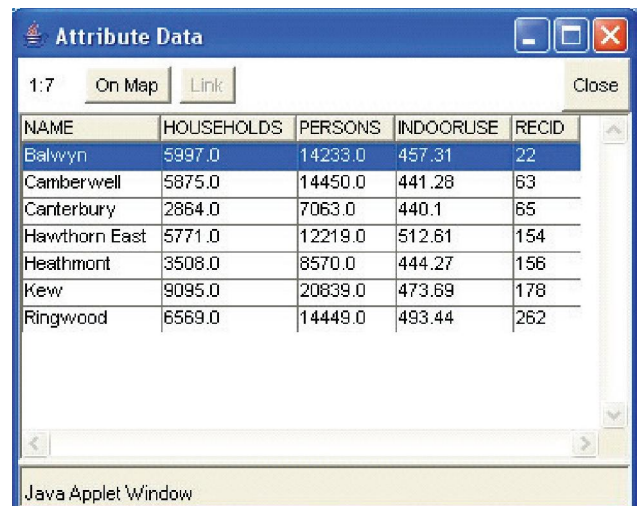 Attribute Data
1:7 On Map Link Close
NAME HOUSEHOLDS PERSONS INDOORUSE RECID
Balwyn 5997.0 14233.0 457.31 22
Camberwell 5875.0 14450.0 441.28 63
Canterbury 2864.0 7063.0 440.1 65
Hawthorn East 5771.0 12219.0 512.61 154
Heathmont 3508.0 8570.0 444.27 156
Kew 9095.0 20839.0 473.69 178
Ringwood 6569.0 14449.0 493.44 262
Java Applet Window